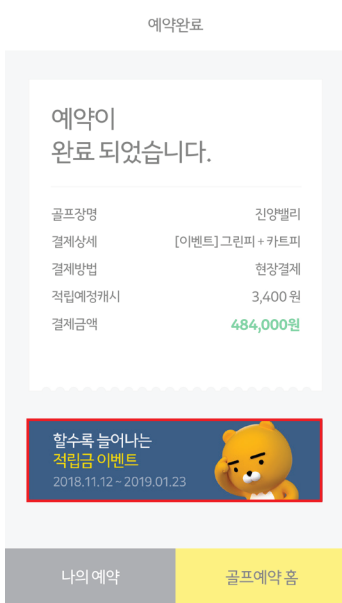 예약완료
예약이
완료 되었습니다.
골프장명 진양밸리
결제상세 [이벤트] 그린피 + 카트피
결제방법 현장결제
적립예정캐시 3,400 원
결제금액 484,000원
할수록 늘어나는
적립금 이벤트
2018.11.12 ~ 2019.01.23
나의 예약 골프예약 홈